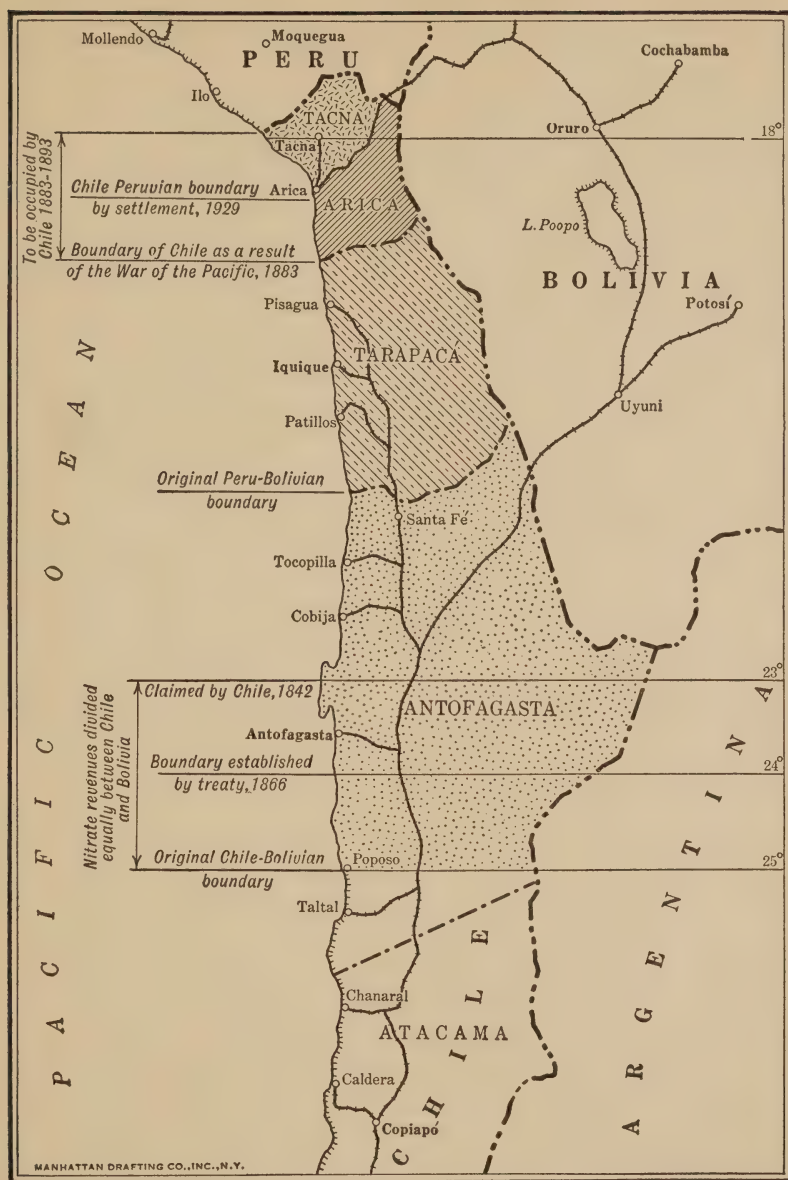 Mollendo
Moquegua
PERU
Cochabamba
Ilo
TACNA
Oruro
18°
Tacna
To be occupied by
Chile 1883-1893
Chile Peruvian boundary
by settlement, 1929
Arica
ARICA
L. Poopo
Boundary of Chile as a result
of the War of the Pacific, 1883
BOLIVIA
Pisagua
Potosí
TARAPACÁ
Iquique
Uyuni
Patillos
Original Peru-Bolivian
boundary
Santa Fé
Tocopilla
Cobija
23°
Claimed by Chile, 1842
ANTOFAGASTA
Antofagasta
Nitrate revenues divided
equally between Chile
and Bolivia
Boundary established
by treaty, 1866
24°
Original Chile-Bolivian
boundary
Poposo
25°
Taltal
Chanaral
ATACAMA
Caldera
Copiapó
CHILE
ARGENTINA
PACIFIC OCEAN
MANHATTAN DRAFTING CO., INC., N.Y.